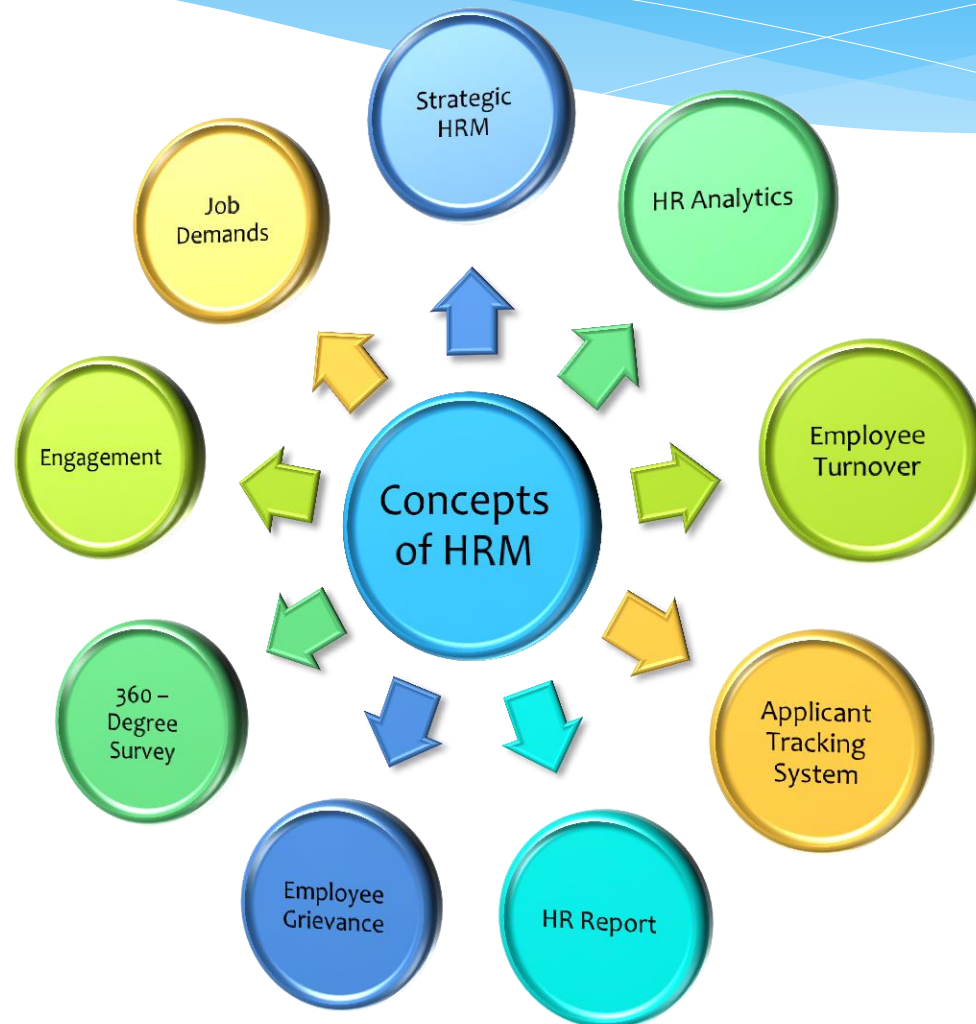 Strategic
HRM
HR Analytics
Employee
Turnover
Applicant
Tracking
System
HR Report
Employee
Grievance
360 –
Degree
Survey
Engagement
Job
Demands
Concepts
of HRM